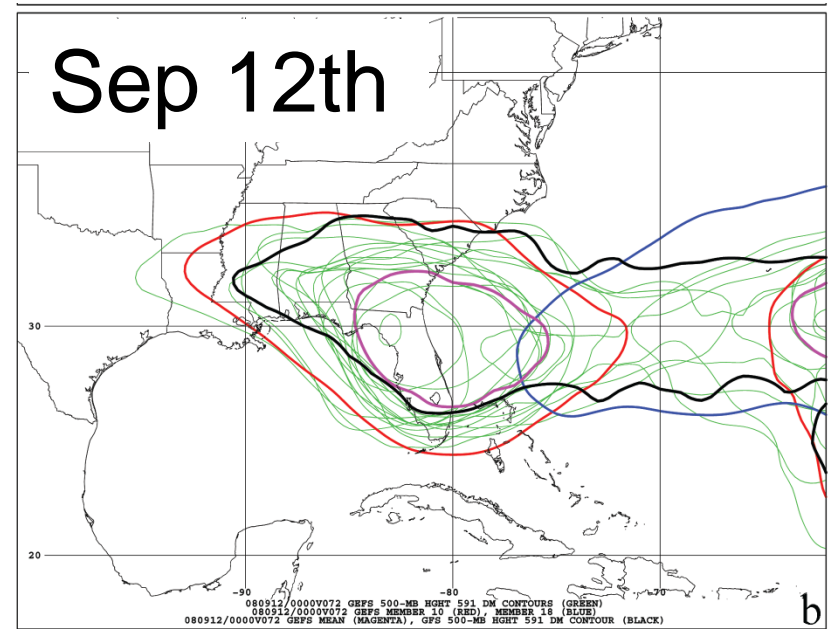 Sep 12th
30
20
-90
-80
-70
080912/0000V072 GEFS 500-MB HGHT 591 DM CONTOURS (GREEN)
080912/0000V072 GEFS MEMBER 10 (RED), MEMBER 18 (BLUE)
080912/0000V072 GEFS MEAN (MAGENTA), GFS 500-MB HGHT 591 DM CONTOUR (BLACK)
b